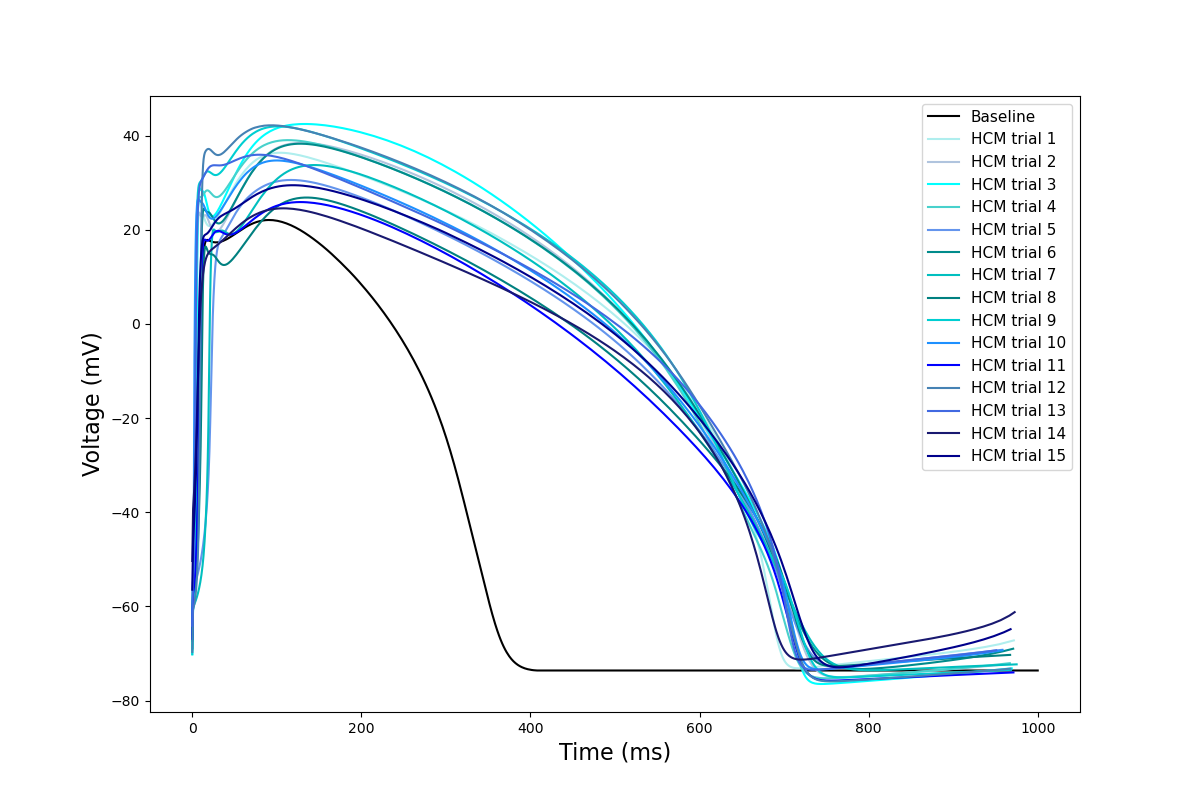 Baseline
HCM trial 1
HCM trial 2
HCM trial 3
HCM trial 4
HCM trial 5
HCM trial 6
HCM trial 7
HCM trial 8
HCM trial 9
HCM trial 10
HCM trial 11
HCM trial 12
HCM trial 13
HCM trial 14
HCM trial 15
Voltage (mV)
40
20
0
−20
−40
−60
−80
0 200 400 600 800 1000
Time (ms)